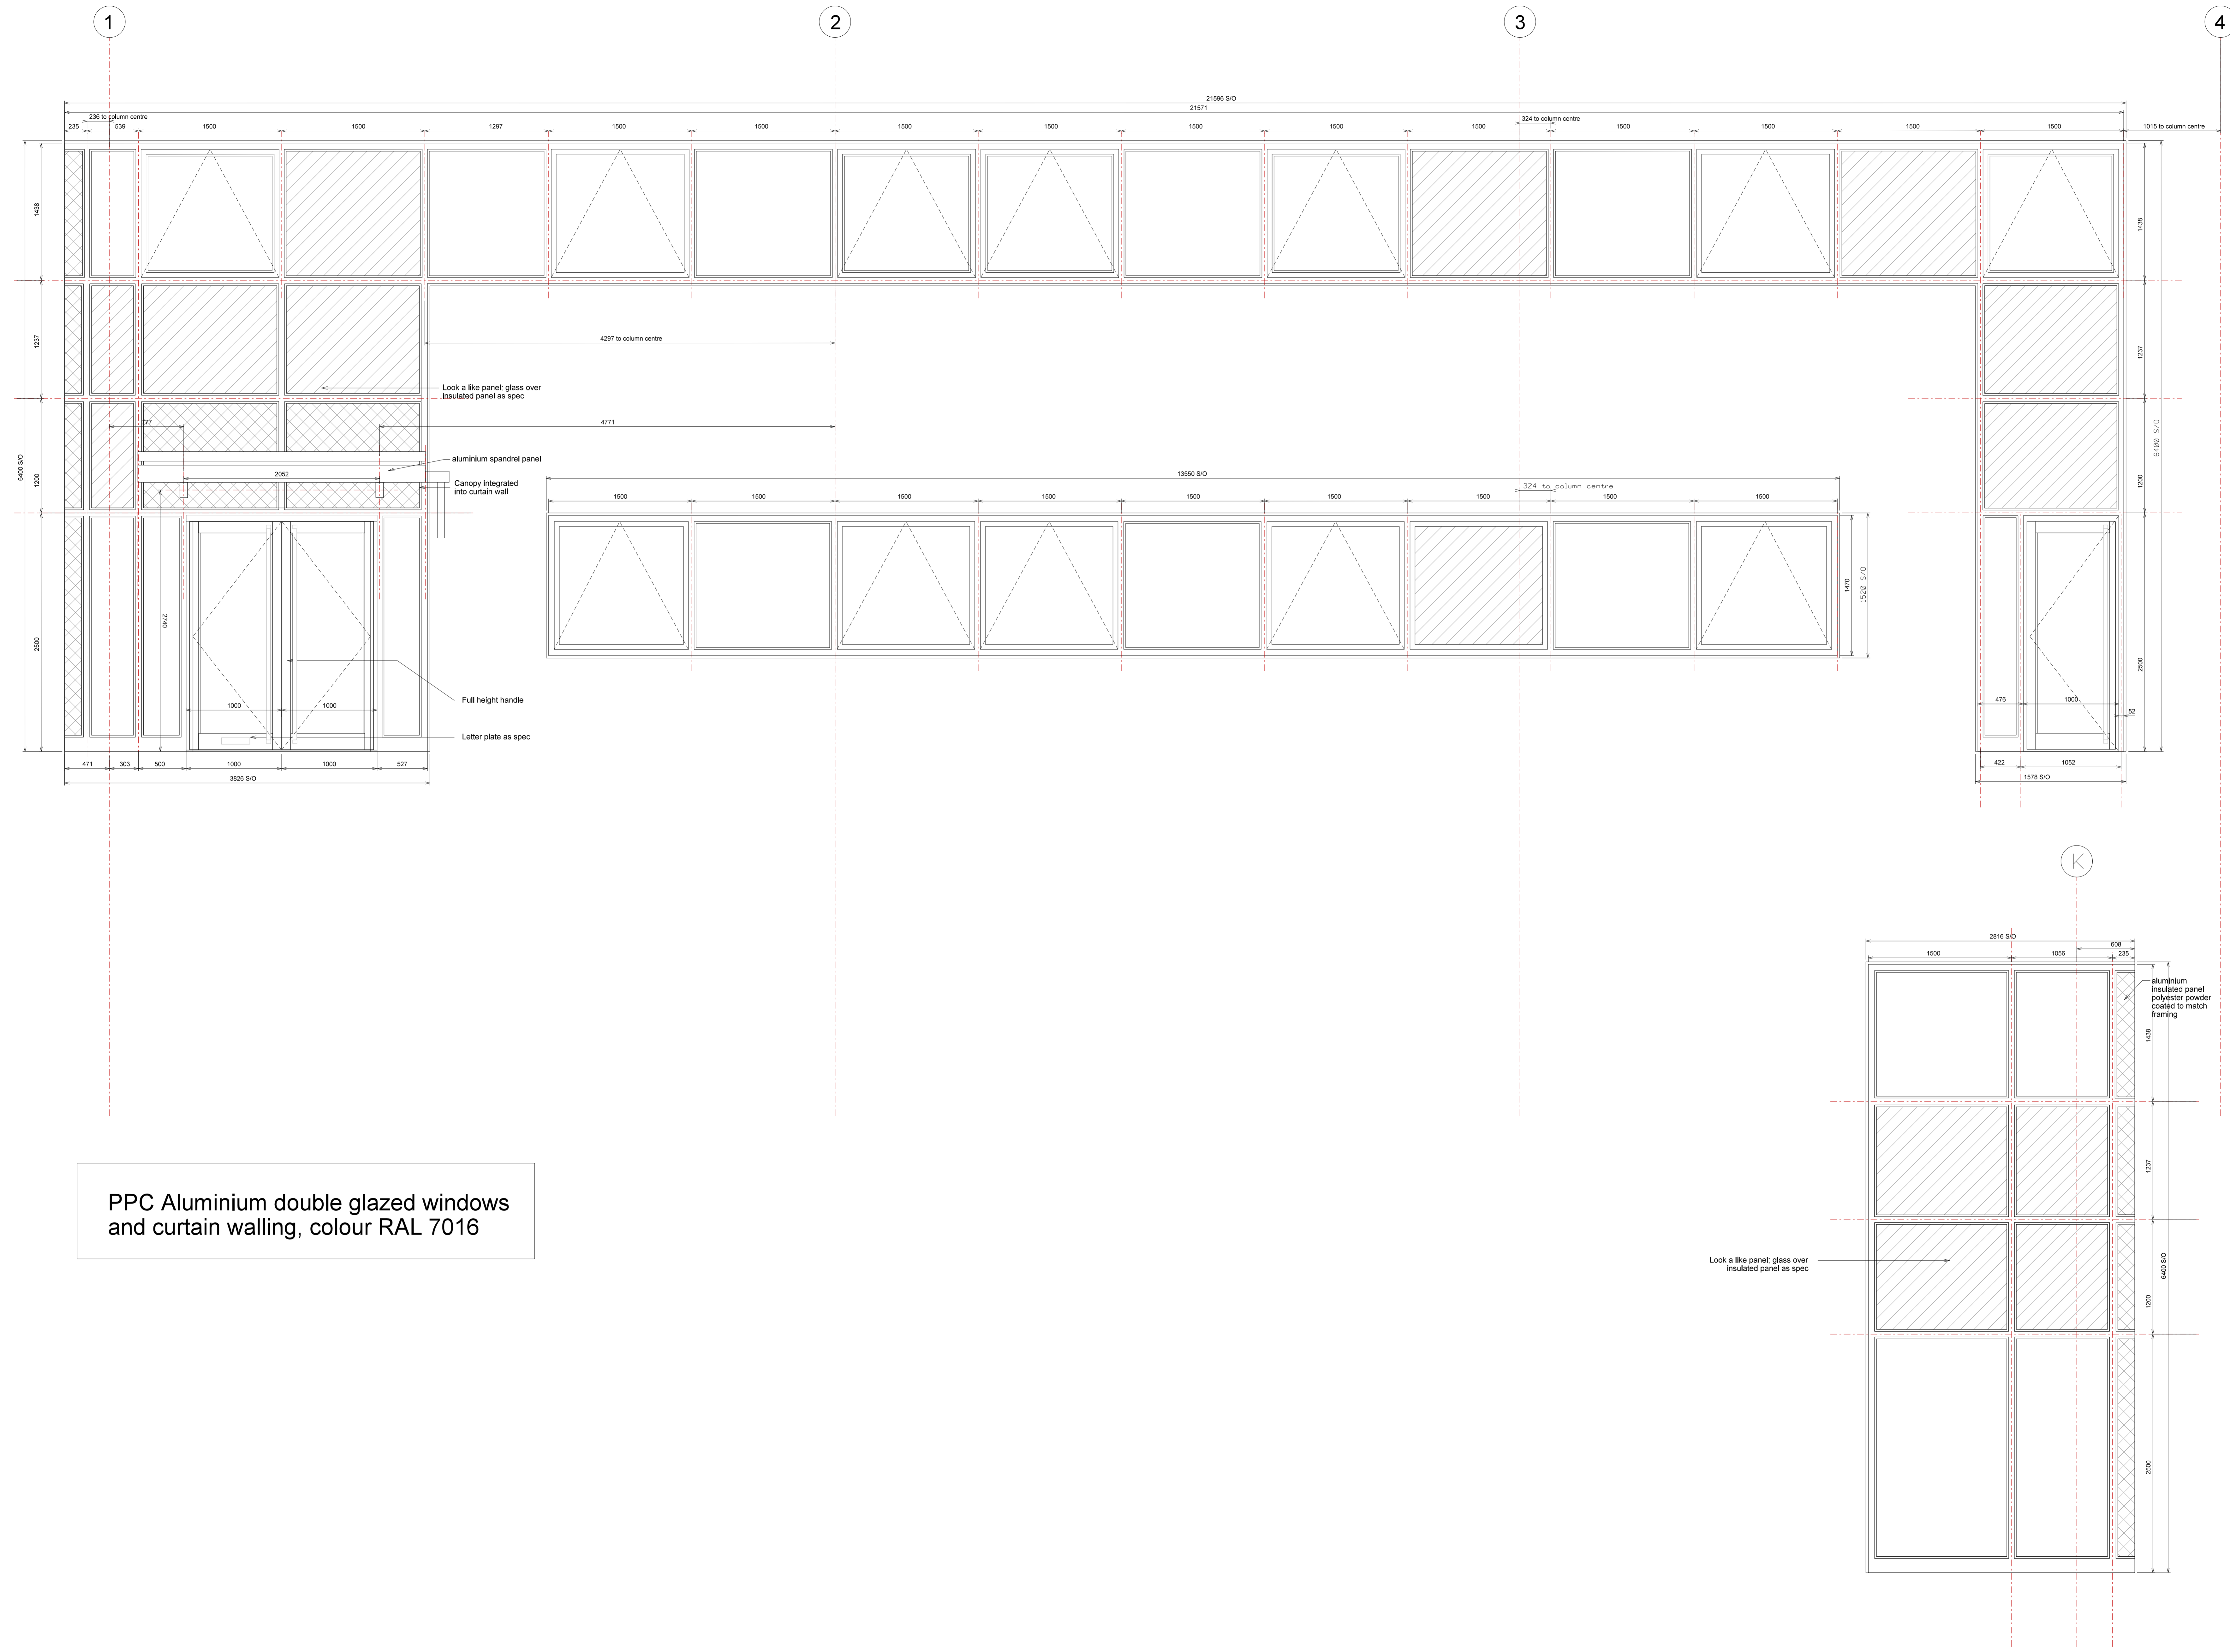 1
2
3
4
21596 S/O
21571
236 to column centre
324 to column centre
235
539
1500
1500
1297
1500
1500
1500
1500
1500
1500
1500
1500
1500
1500
1500
1015 to column centre
1438
1438
1237
4297 to column centre
1237
Look a like panel; glass over
insulated panel as spec
777
4771
6400 S/O
aluminium spandrel panel
6400 S/O
2052
13550 S/O
1200
Canopy Integrated
into curtain wall
1200
324 to column centre
1500
1500
1500
1500
1500
1500
1500
1500
1500
1470
1520 S/O
2740
2500
2500
Full height handle
1000
1000
476
1000
52
Letter plate as spec
471
303
500
1000
1000
527
422
1052
3826 S/O
1578 S/O
K
2816 S/O
608
1500
1056
235
aluminium
insulated panel
polyester powder
coated to match
framing
1438
1237
PPC Aluminium double glazed windows
and curtain walling, colour RAL 7016
Look a like panel; glass over
insulated panel as spec
6400 S/O
1200
2500